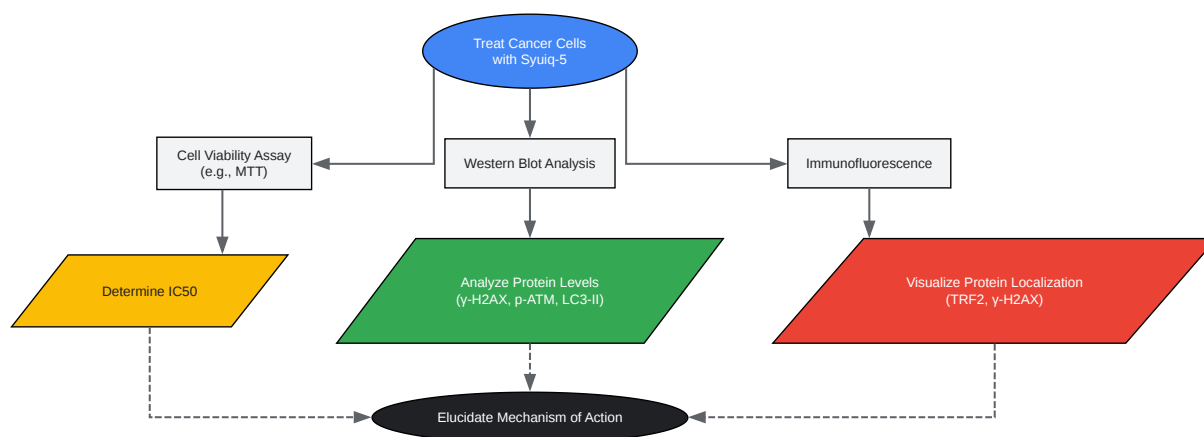 Treat Cancer Cells
with Syuiq-5
Cell Viability Assay
(e.g., MTT)
Western Blot Analysis
Immunofluorescence
Determine IC50
Analyze Protein Levels
(γ-H2AX, p-ATM, LC3-II)
Visualize Protein Localization
(TRF2, γ-H2AX)
Elucidate Mechanism of Action